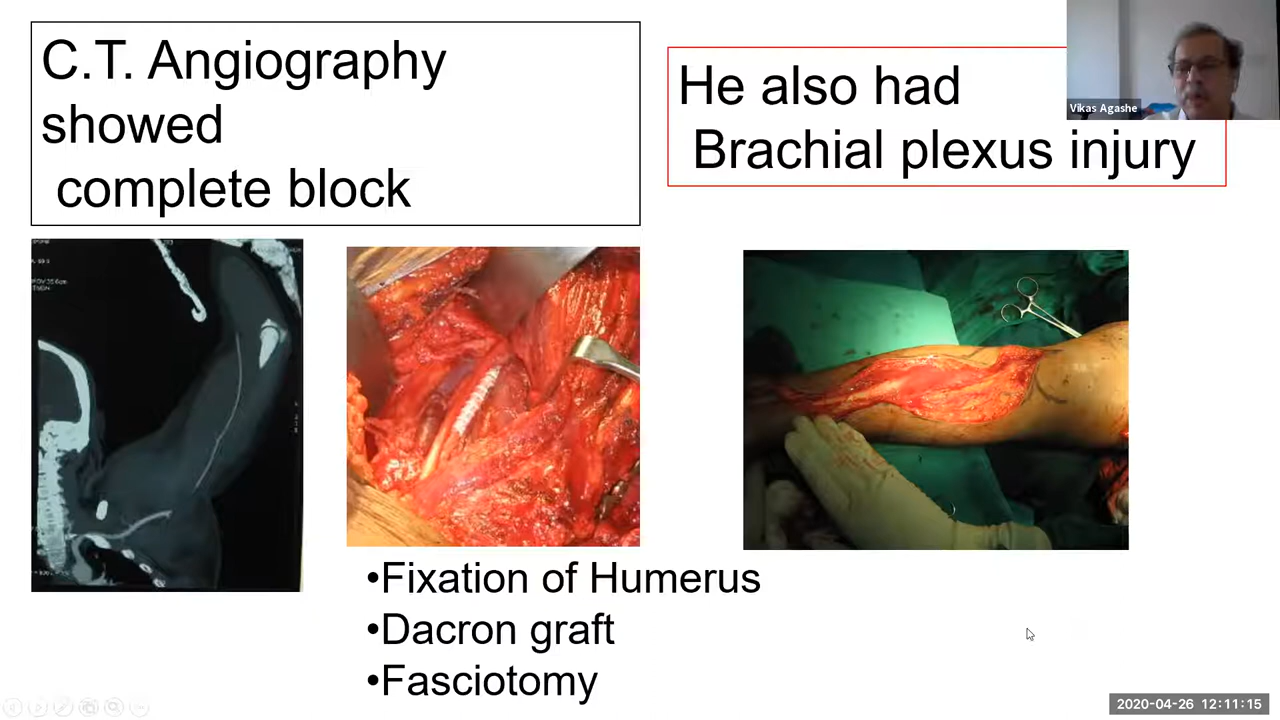 C.T. Angiography
showed
complete block
He also had
Brachial plexus injury
Vikas Agashe
•Fixation of Humerus
•Dacron graft
•Fasciotomy
2020-04-26 12:11:15